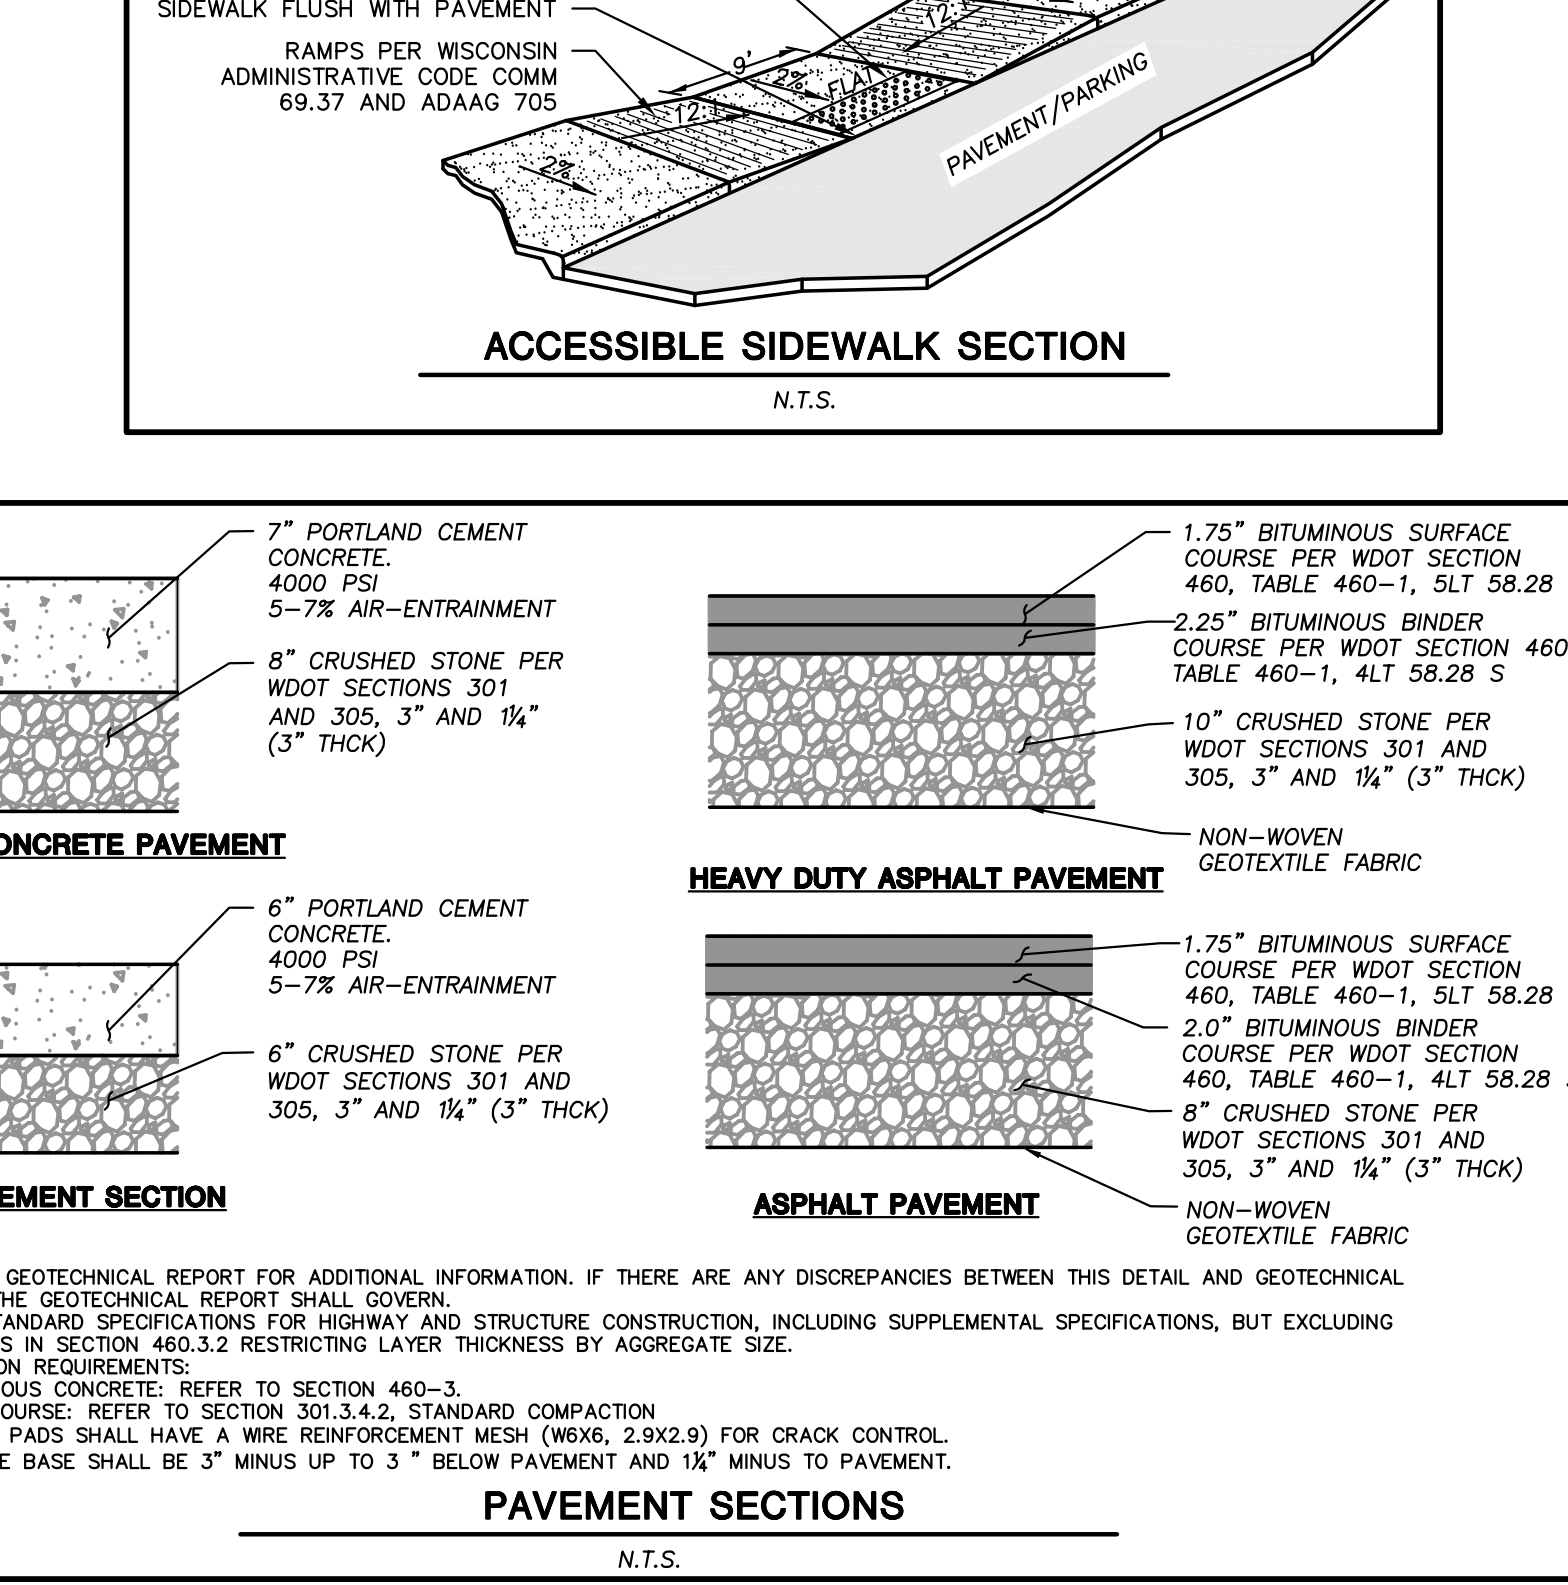 SIDEWALK FLUSH WITH PAVEMENT
RAMPS PER WISCONSIN
ADMINISTRATIVE CODE COMM
69.37 AND ADAAG 705
12:1
9'
2%
FLAT
12:1
2%
PAVEMENT/PARKING
ACCESSIBLE SIDEWALK SECTION
N.T.S.
7" PORTLAND CEMENT
CONCRETE.
4000 PSI
5-7% AIR-ENTRAINMENT
8" CRUSHED STONE PER
WDOT SECTIONS 301
AND 305, 3" AND 1¼"
(3" THCK)
ONCRETE PAVEMENT
1.75" BITUMINOUS SURFACE
COURSE PER WDOT SECTION
460, TABLE 460-1, 5LT 58.28
2.25" BITUMINOUS BINDER
COURSE PER WDOT SECTION 460
TABLE 460-1, 4LT 58.28 S
10" CRUSHED STONE PER
WDOT SECTIONS 301 AND
305, 3" AND 1¼" (3" THCK)
NON-WOVEN
GEOTEXTILE FABRIC
HEAVY DUTY ASPHALT PAVEMENT
6" PORTLAND CEMENT
CONCRETE.
4000 PSI
5-7% AIR-ENTRAINMENT
6" CRUSHED STONE PER
WDOT SECTIONS 301 AND
305, 3" AND 1¼" (3" THCK)
EMENT SECTION
1.75" BITUMINOUS SURFACE
COURSE PER WDOT SECTION
460, TABLE 460-1, 5LT 58.28
2.0" BITUMINOUS BINDER
COURSE PER WDOT SECTION
460, TABLE 460-1, 4LT 58.28
8" CRUSHED STONE PER
WDOT SECTIONS 301 AND
305, 3" AND 1¼" (3" THCK)
NON-WOVEN
GEOTEXTILE FABRIC
ASPHALT PAVEMENT
GEOTECHNICAL REPORT FOR ADDITIONAL INFORMATION. IF THERE ARE ANY DISCREPANCIES BETWEEN THIS DETAIL AND GEOTECHNICAL
THE GEOTECHNICAL REPORT SHALL GOVERN.
TANDARD SPECIFICATIONS FOR HIGHWAY AND STRUCTURE CONSTRUCTION, INCLUDING SUPPLEMENTAL SPECIFICATIONS, BUT EXCLUDING
S IN SECTION 460.3.2 RESTRICTING LAYER THICKNESS BY AGGREGATE SIZE.
ON REQUIREMENTS:
OUS CONCRETE: REFER TO SECTION 460-3.
OURSE: REFER TO SECTION 301.3.4.2, STANDARD COMPACTION
PADS SHALL HAVE A WIRE REINFORCEMENT MESH (W6X6, 2.9X2.9) FOR CRACK CONTROL.
E BASE SHALL BE 3" MINUS UP TO 3 " BELOW PAVEMENT AND 1¼" MINUS TO PAVEMENT.
PAVEMENT SECTIONS
N.T.S.